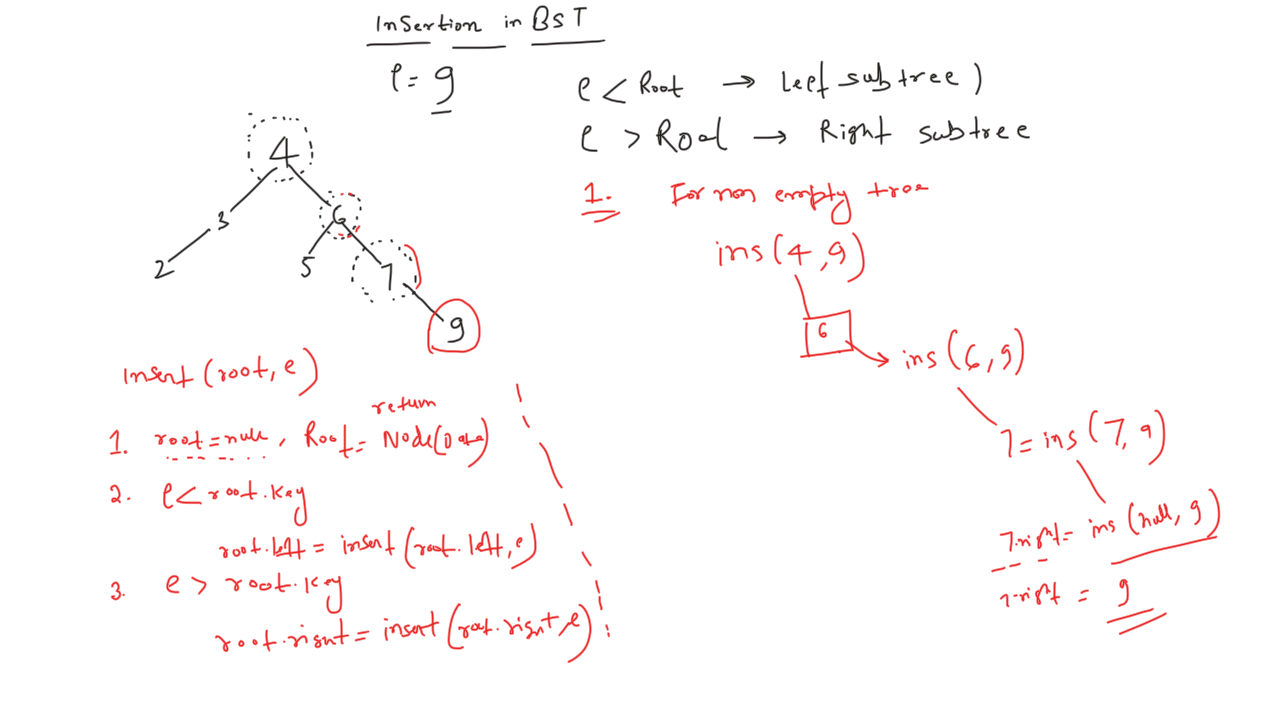 Insertion in BST
e = 9
e < Root → Left subtree)
e > Root → Right subtree
4
3
6
2
5
7
9
1. For non empty tree
ins(4,9)
6
ins(6,9)
7 = ins(7,9)
7.right = ins(null, 9)
7.right = 9
Insert (root, e)
return
1. root = null, Root = Node(Data)
2. e < root.key
root.left = insert(root.left, e)
3. e > root.key
root.right = insert(root.right, e)